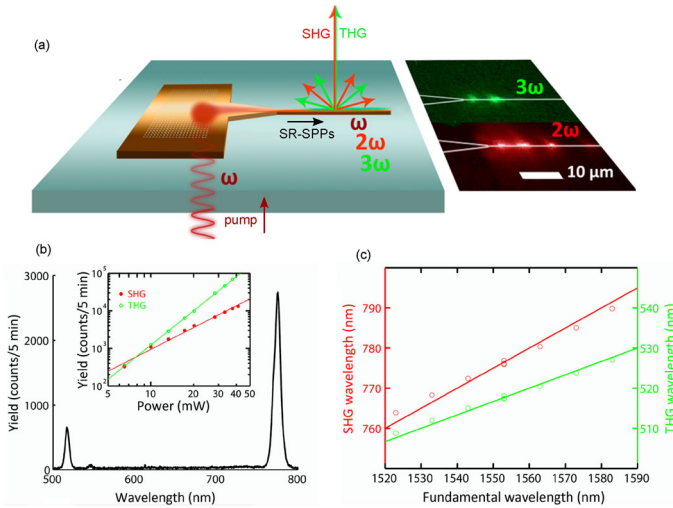 (a)
SHG THG
3ω
ω
SR-SPPs
2ω
2ω
3ω
ω
10 μm
pump
(b)
(c)
3000
2000
1000
0
Yield (counts/5 min)
500 600 700 800
Wavelength (nm)
10^5
10^4
10^3
10^2
Yield (counts/5 min)
SHG
THG
5 10 20 30 40 50
Power (mW)
790
780
770
760
SHG wavelength (nm)
540
530
520
510
THG wavelength (nm)
1520 1530 1540 1550 1560 1570 1580 1590
Fundamental wavelength (nm)